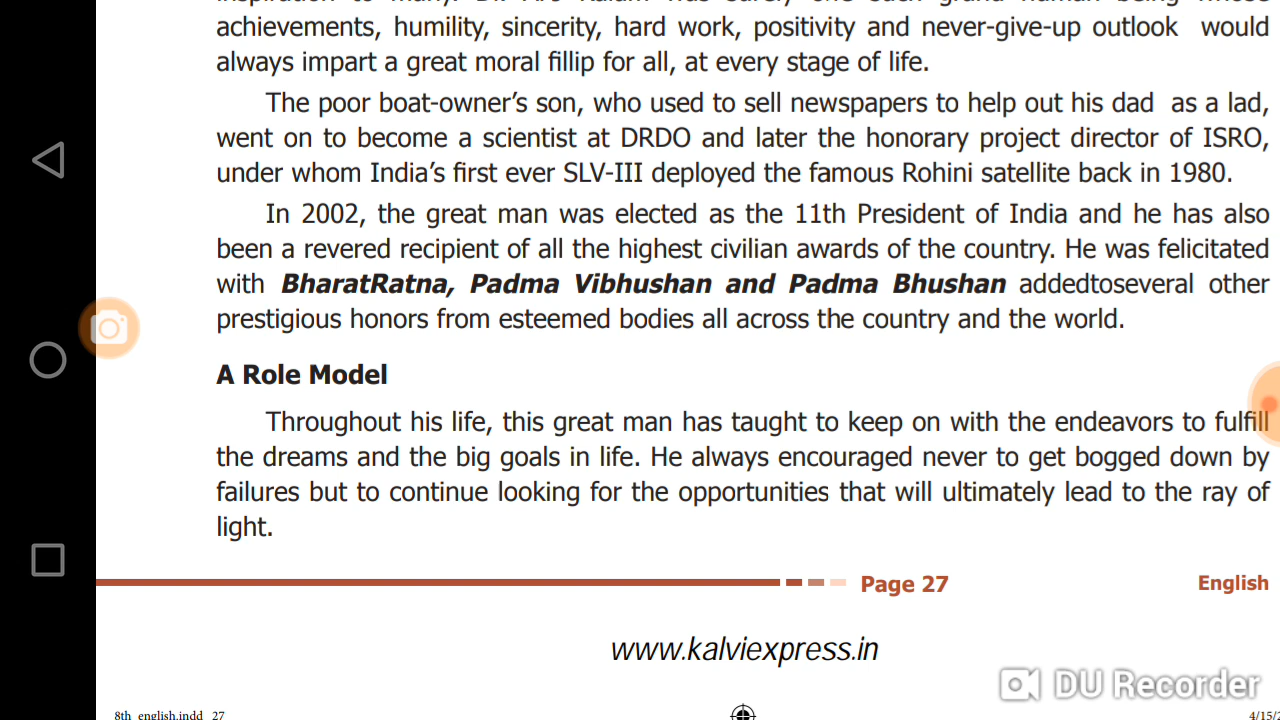 achievements, humility, sincerity, hard work, positivity and never-give-up outlook would
always impart a great moral fillip for all, at every stage of life.
The poor boat-owner's son, who used to sell newspapers to help out his dad as a lad,
went on to become a scientist at DRDO and later the honorary project director of ISRO,
under whom India's first ever SLV-III deployed the famous Rohini satellite back in 1980.
In 2002, the great man was elected as the 11th President of India and he has also
been a revered recipient of all the highest civilian awards of the country. He was felicitated
with BharatRatna, Padma Vibhushan and Padma Bhushan addedtoseveral other
prestigious honors from esteemed bodies all across the country and the world.
A Role Model
Throughout his life, this great man has taught to keep on with the endeavors to fulfill
the dreams and the big goals in life. He always encouraged never to get bogged down by
failures but to continue looking for the opportunities that will ultimately lead to the ray of
light.
Page 27 English
www.kalviexpress.in
DU Recorder
8th_english.indd 27 4/15/2